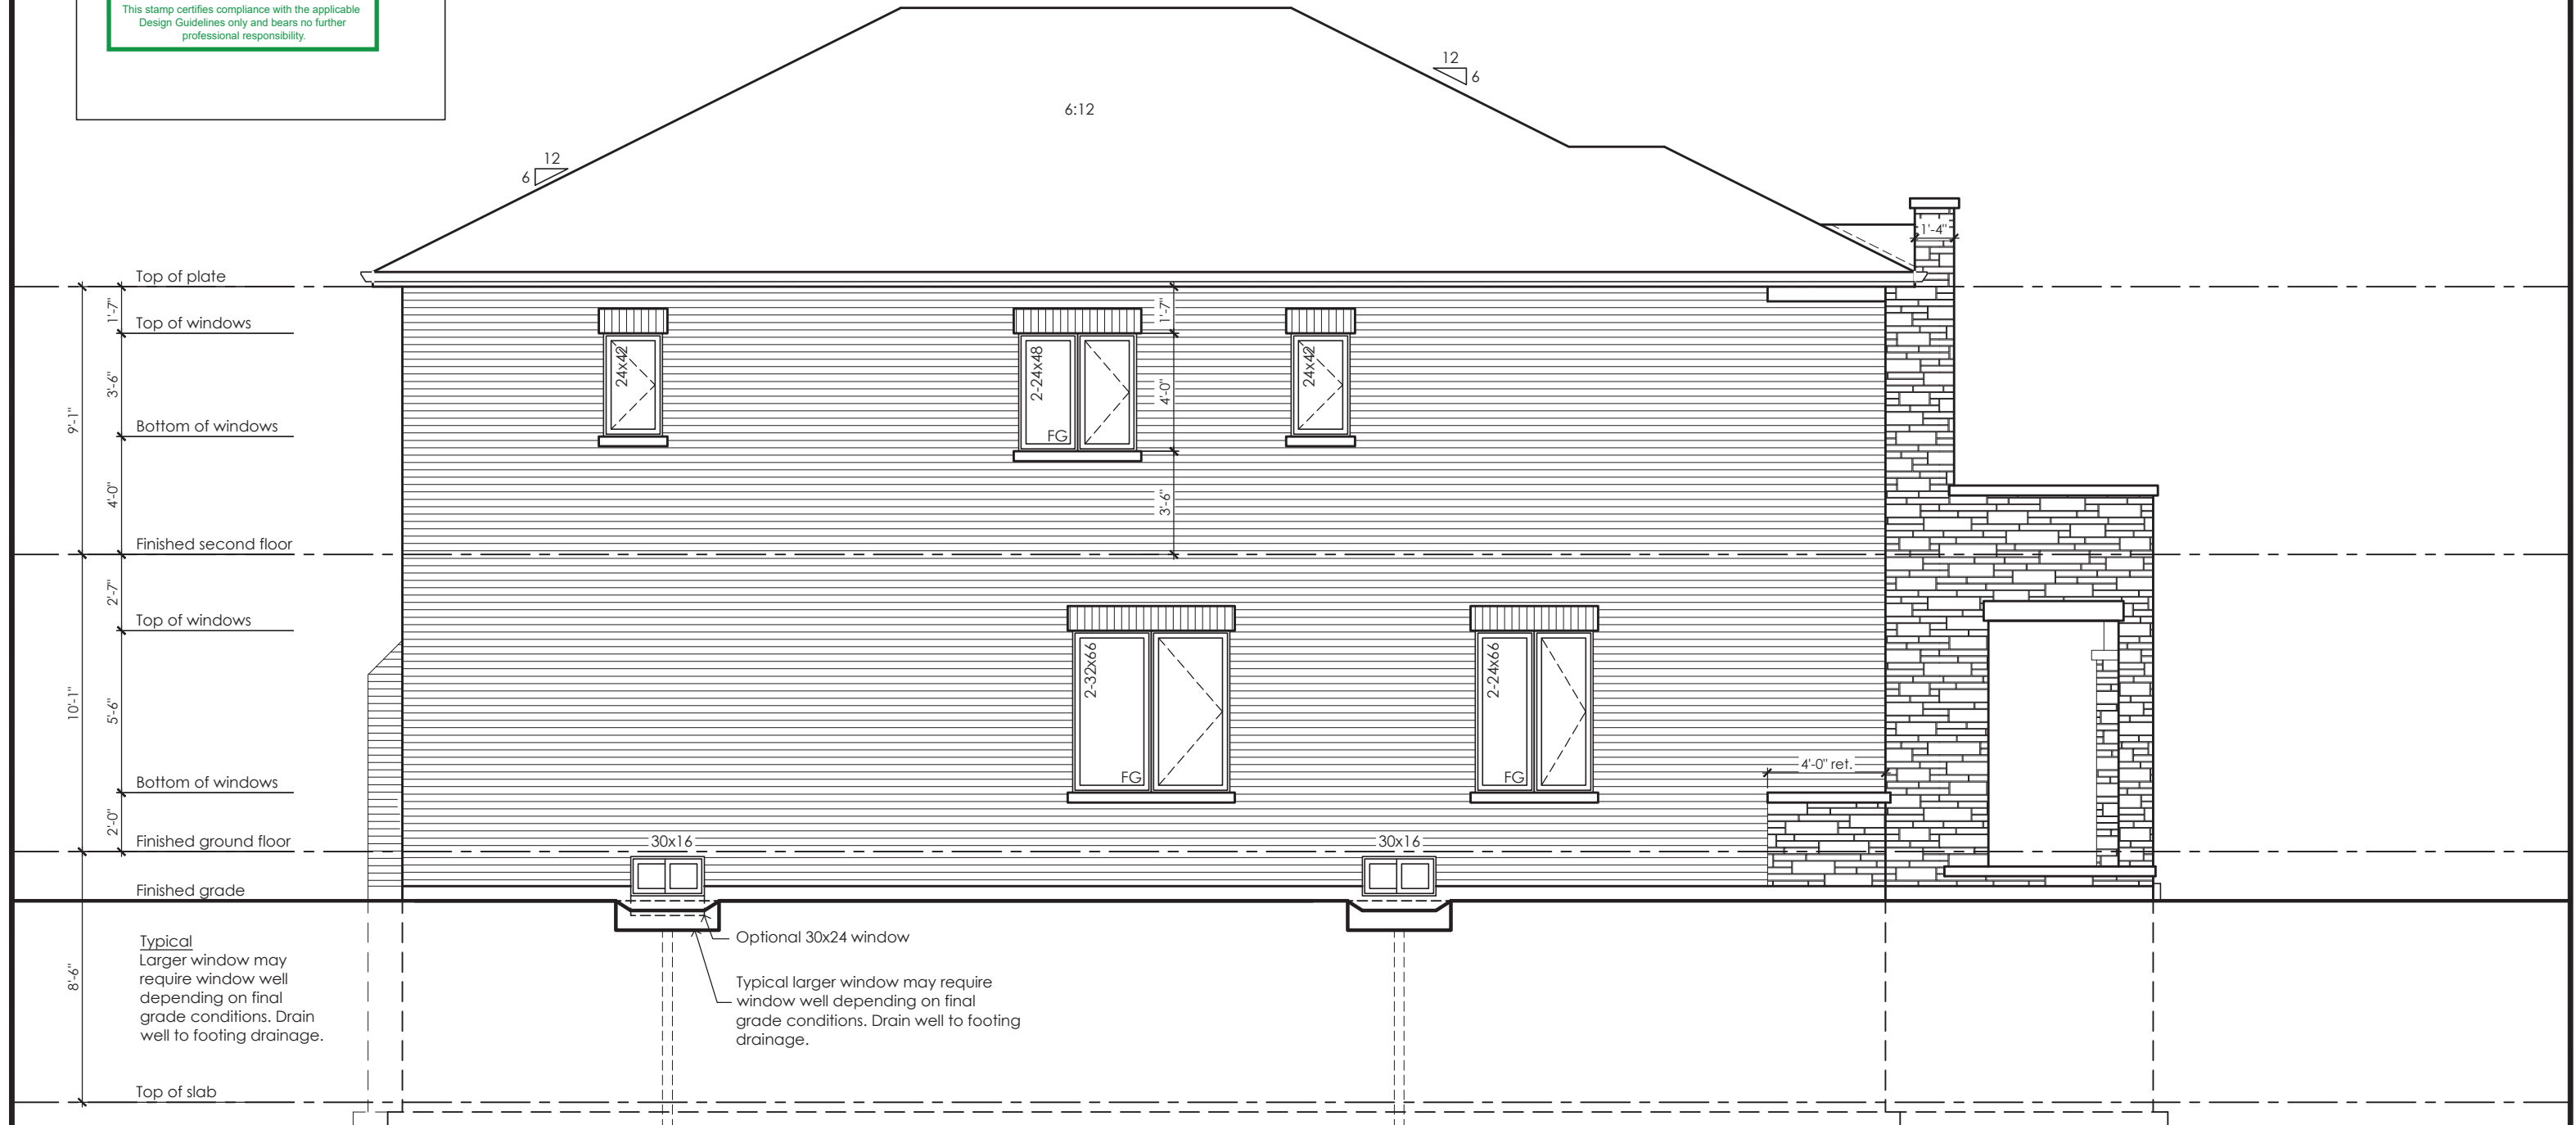 This stamp certifies compliance with the applicable
Design Guidelines only and bears no further
professional responsibility.
12
6
6:12
12
6
1'-4"
Top of plate
1'-7"
Top of windows
3'-6"
Bottom of windows
9'-1"
4'-0"
Finished second floor
24x42
2-24x48
FG
1'-7"
4'-0"
3'-6"
24x42
2'-7"
Top of windows
10'-1"
5'-6"
Bottom of windows
2'-0"
Finished ground floor
Finished grade
2-32x66
FG
2-24x66
FG
4'-0" ret.
30x16
30x16
Typical
Larger window may
require window well
depending on final
grade conditions. Drain
well to footing drainage.
8'-6"
Optional 30x24 window
Typical larger window may require
window well depending on final
grade conditions. Drain well to footing
drainage.
Top of slab